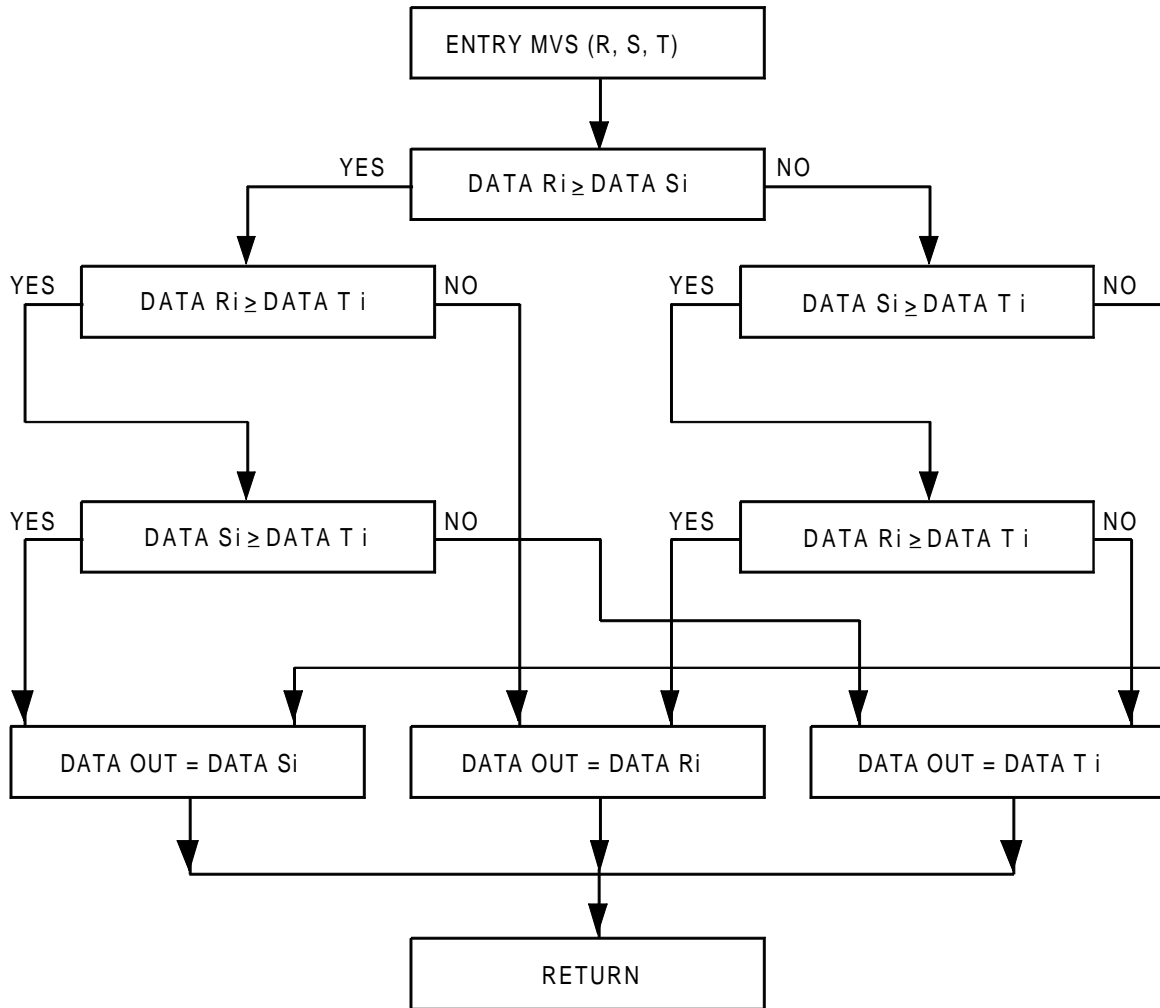 ENTRY MVS (R, S, T)
YES
DATA Ri ≥ DATA Si
NO
YES
DATA Ri ≥ DATA T i
NO
YES
DATA Si ≥ DATA T i
NO
YES
DATA Si ≥ DATA T i
NO
YES
DATA Ri ≥ DATA T i
NO
DATA OUT = DATA Si
DATA OUT = DATA Ri
DATA OUT = DATA T i
RETURN